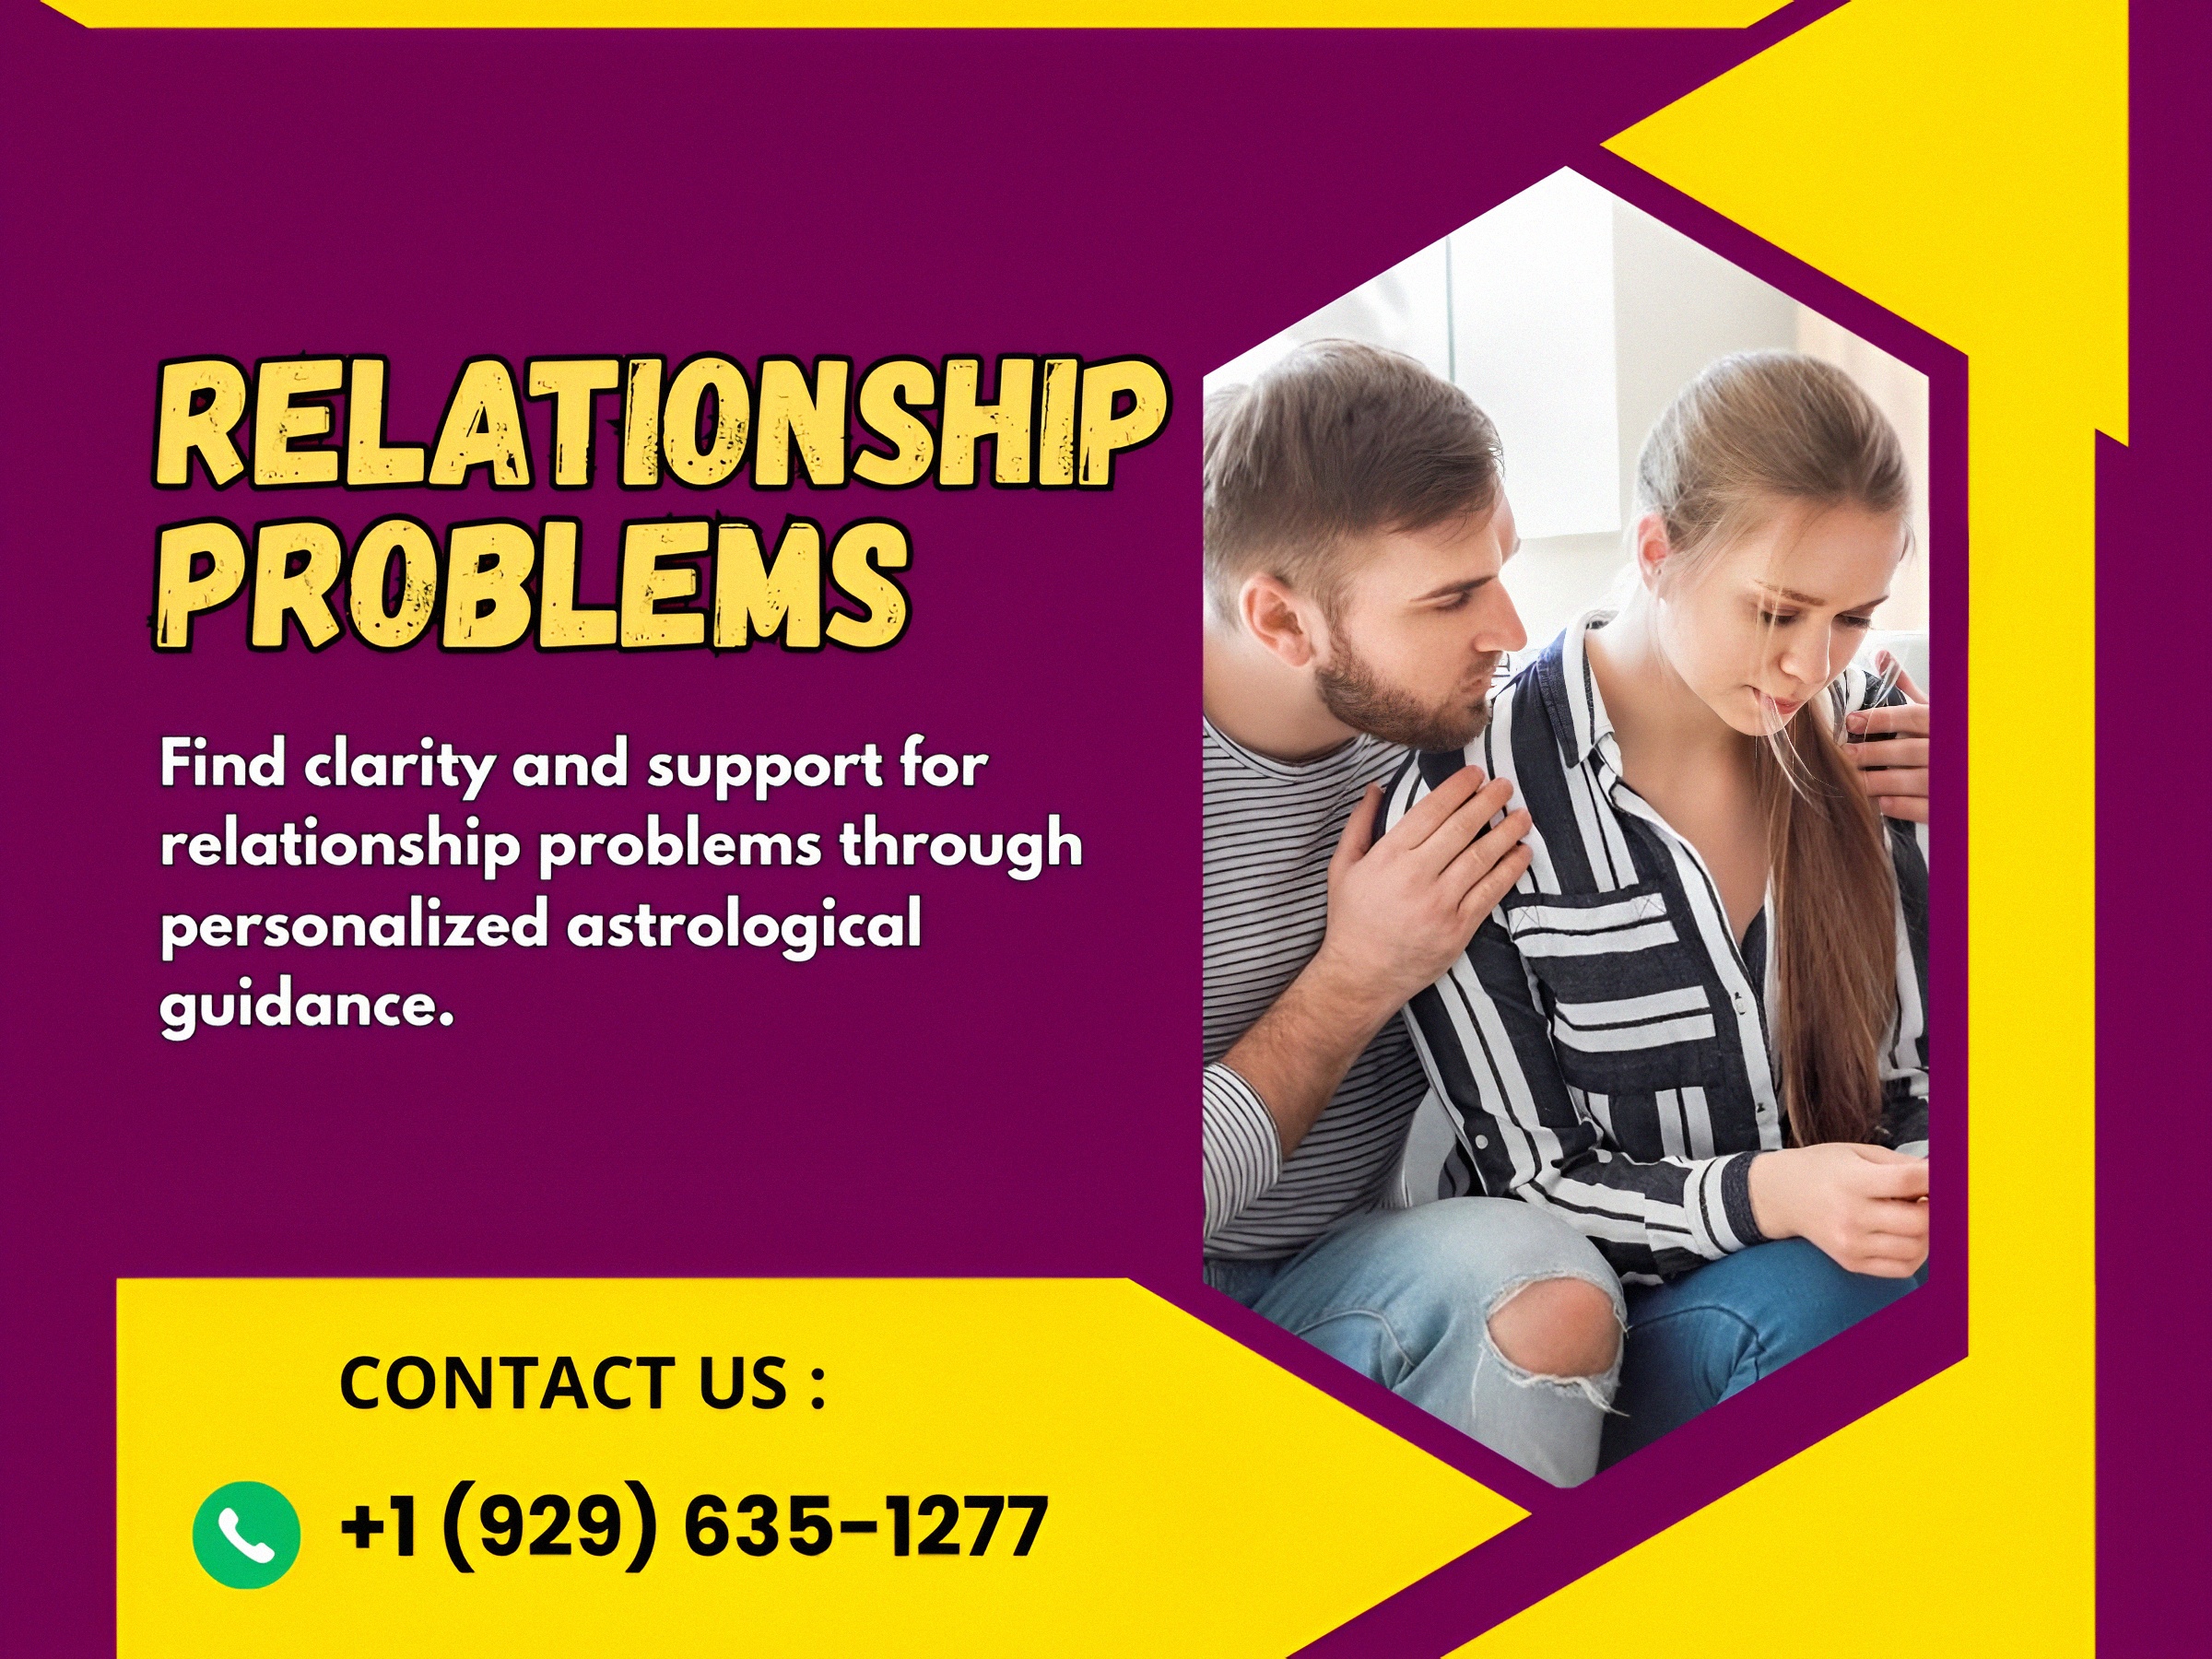 RELATIONSHIP
PROBLEMS
Find clarity and support for
relationship problems through
personalized astrological
guidance.
CONTACT US :
+1 (929) 635-1277